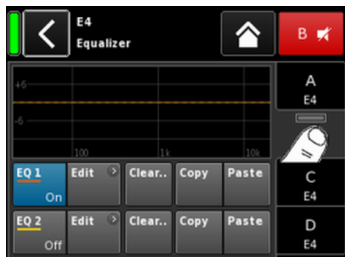 E4
Equalizer
B
+6
-6
100 1k 10k
A
E4
C
E4
D
E4
EQ 1
On
Edit
Clear..
Copy
Paste
EQ 2
Off
Edit
Clear..
Copy
Paste